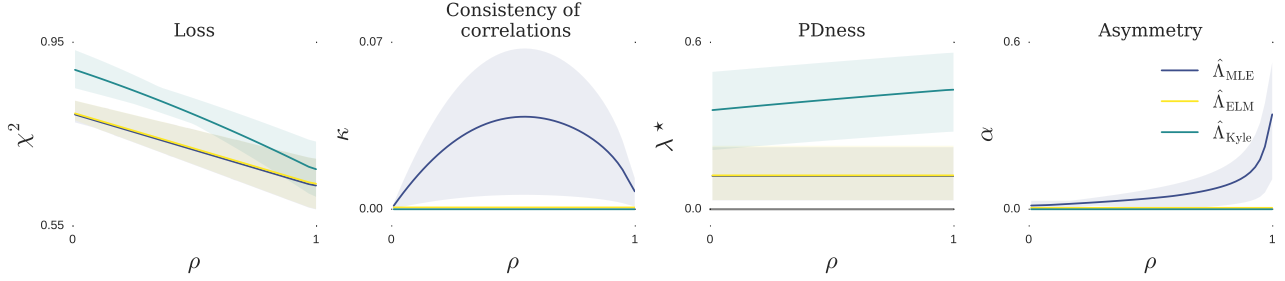 Loss
0.95
χ²
0.55
0
1
ρ
Consistency of
correlations
0.07
κ
0.00
0
1
ρ
PDness
0.6
λ⋆
0.0
0
1
ρ
Asymmetry
0.6
α
0.0
0
1
ρ
Λ̂MLE
Λ̂ELM
Λ̂Kyle